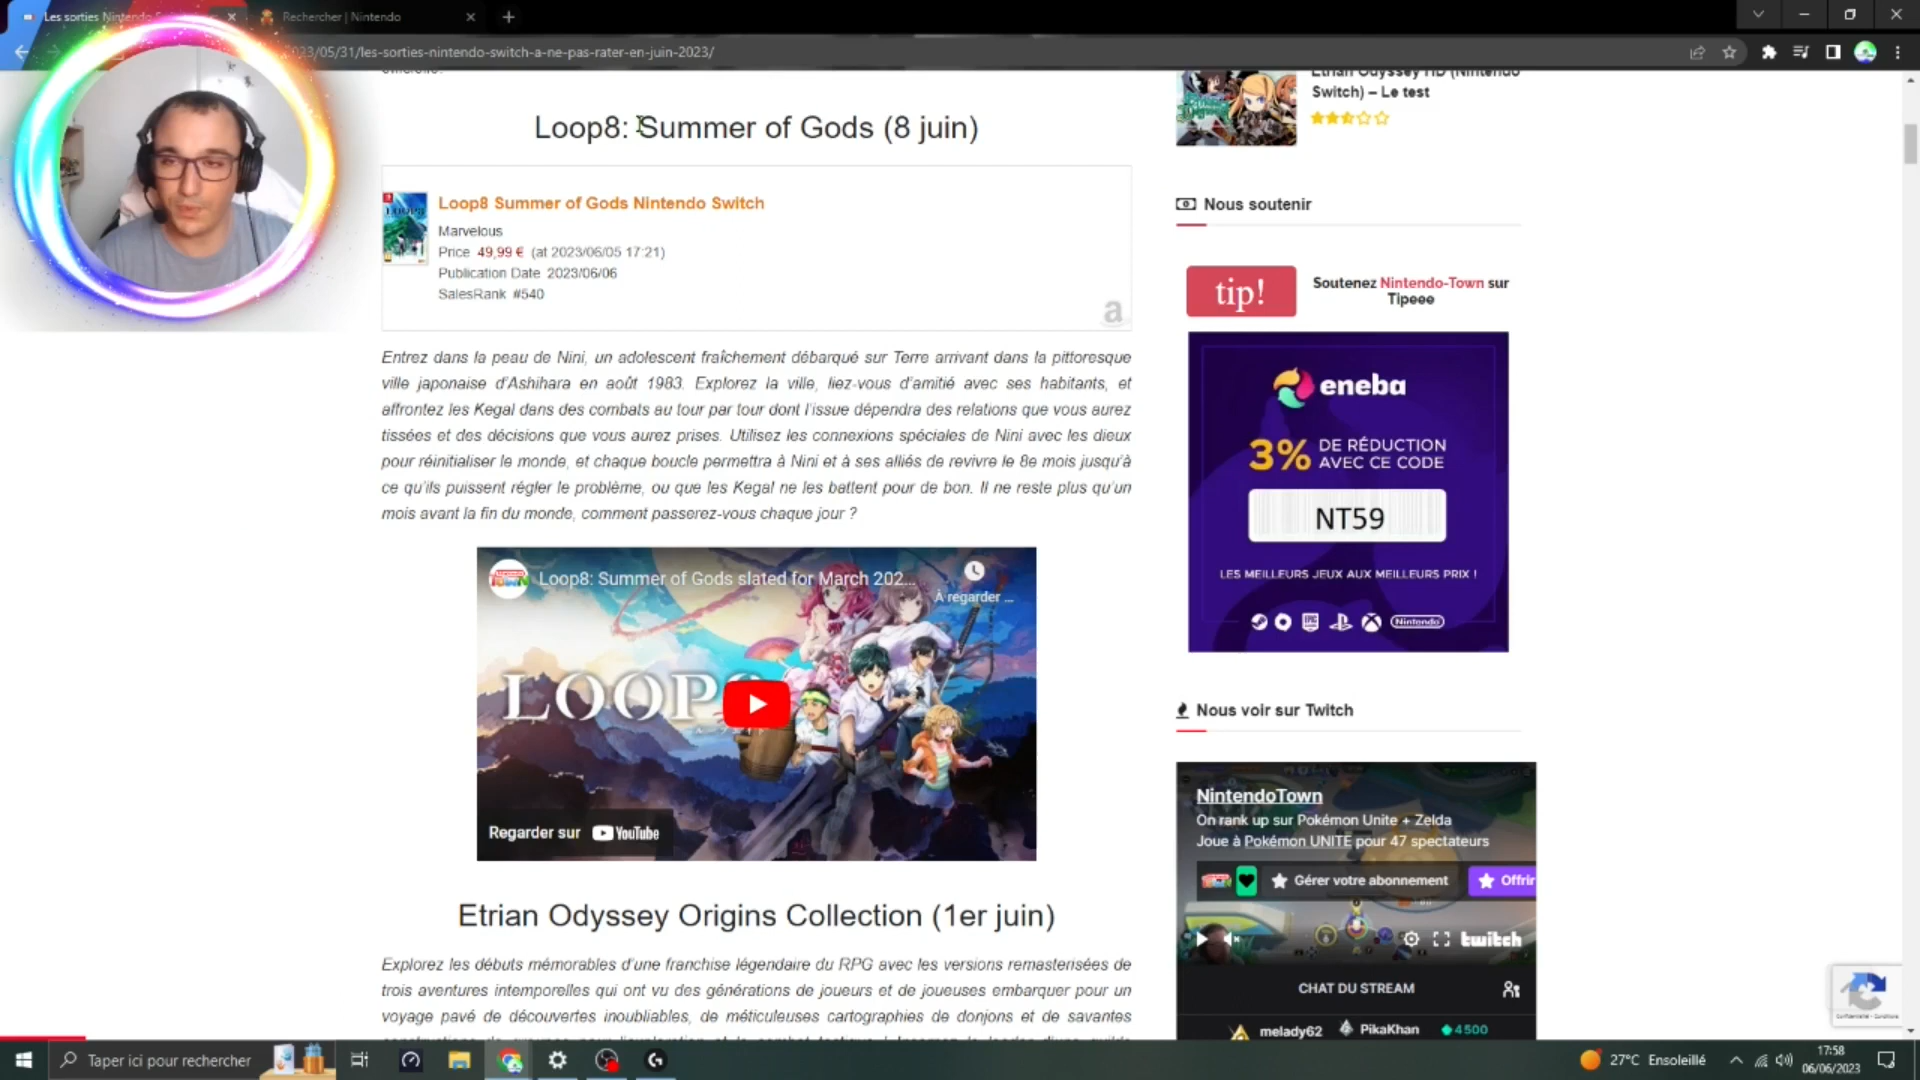 Les sorties Nintendo
Rechercher | Nintendo
023/05/31/les-sorties-nintendo-switch-a-ne-pas-rater-en-juin-2023/
Loop8: Summer of Gods (8 juin)
Loop8 Summer of Gods Nintendo Switch
Marvelous
Price 49,99 € (at 2023/06/05 17:21)
Publication Date 2023/06/06
SalesRank #540
a
Entrez dans la peau de Nini, un adolescent fraîchement débarqué sur Terre arrivant dans la pittoresque
ville japonaise d'Ashihara en août 1983. Explorez la ville, liez-vous d'amitié avec ses habitants, et
affrontez les Kegal dans des combats au tour par tour dont l'issue dépendra des relations que vous aurez
tissées et des décisions que vous aurez prises. Utilisez les connexions spéciales de Nini avec les dieux
pour réinitialiser le monde, et chaque boucle permettra à Nini et à ses alliés de revivre le 8e mois jusqu'à
ce qu'ils puissent régler le problème, ou que les Kegal ne les battent pour de bon. Il ne reste plus qu'un
mois avant la fin du monde, comment passerez-vous chaque jour ?
Loop8: Summer of Gods slated for March 202...
À regarder ...
LOOP8
Regarder sur YouTube
Etrian Odyssey Origins Collection (1er juin)
Explorez les débuts mémorables d'une franchise légendaire du RPG avec les versions remasterisées de
trois aventures intemporelles qui ont vu des générations de joueurs et de joueuses embarquer pour un
voyage pavé de découvertes inoubliables, de méticuleuses cartographies de donjons et de savantes
Etrian Odyssey HD (Nintendo
Switch) – Le test
Nous soutenir
tip!
Soutenez Nintendo-Town sur
Tipeee
eneba
3% DE RÉDUCTION
AVEC CE CODE
NT59
LES MEILLEURS JEUX AUX MEILLEURS PRIX !
Nintendo
Nous voir sur Twitch
NintendoTown
On rank up sur Pokémon Unite + Zelda
Joue à Pokémon UNITE pour 47 spectateurs
Gérer votre abonnement
Offrir
twitch
CHAT DU STREAM
melady62
PikaKhan
4500
Confidentialité - Conditions
Taper ici pour rechercher
27°C Ensoleillé
17:58
06/06/2023